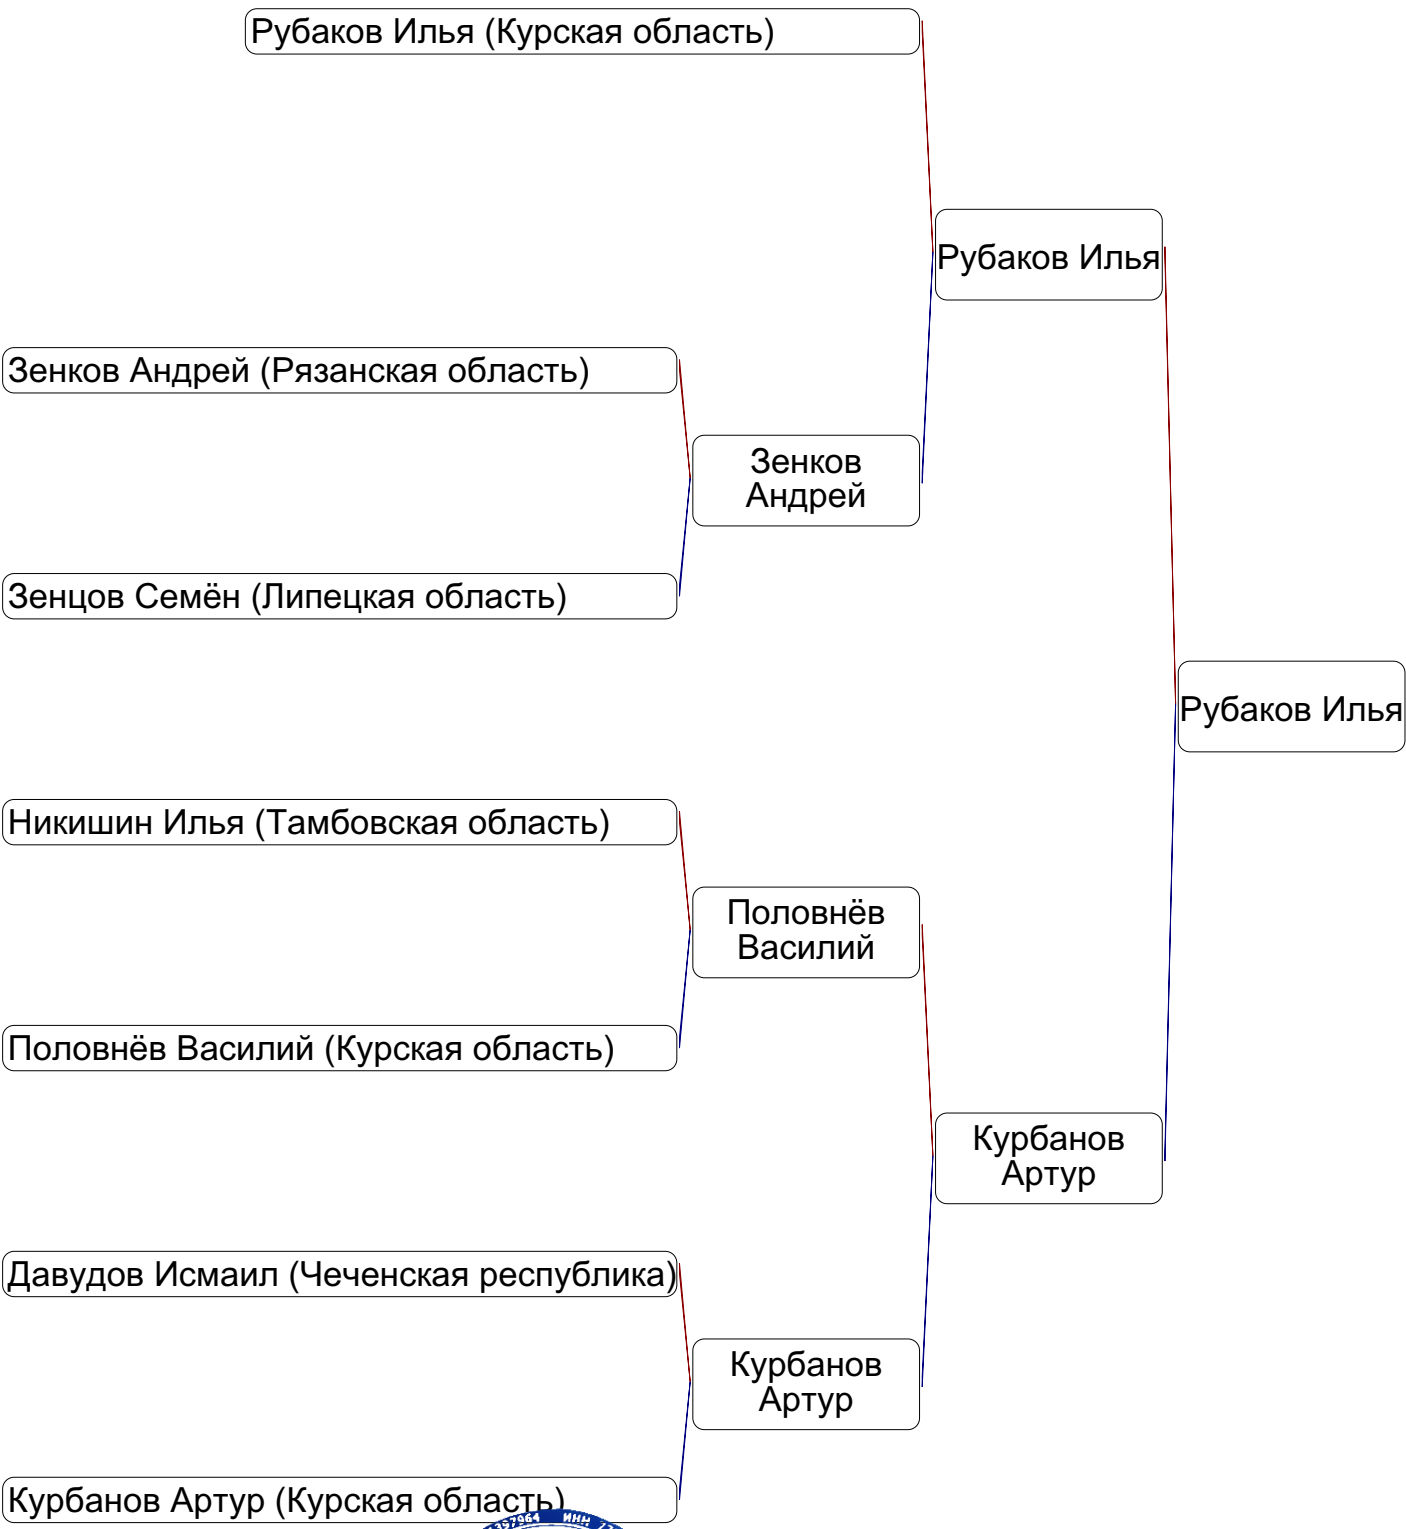 Рубаков Илья (Курская область)
Рубаков Илья
Зенков Андрей (Рязанская область)
Зенков
Андрей
Зенцов Семён (Липецкая область)
Рубаков Илья
Никишин Илья (Тамбовская область)
Половнёв
Василий
Половнёв Василий (Курская область)
Курбанов
Артур
Давудов Исмаил (Чеченская республика)
Курбанов
Артур
Курбанов Артур (Курская область)
ИНН